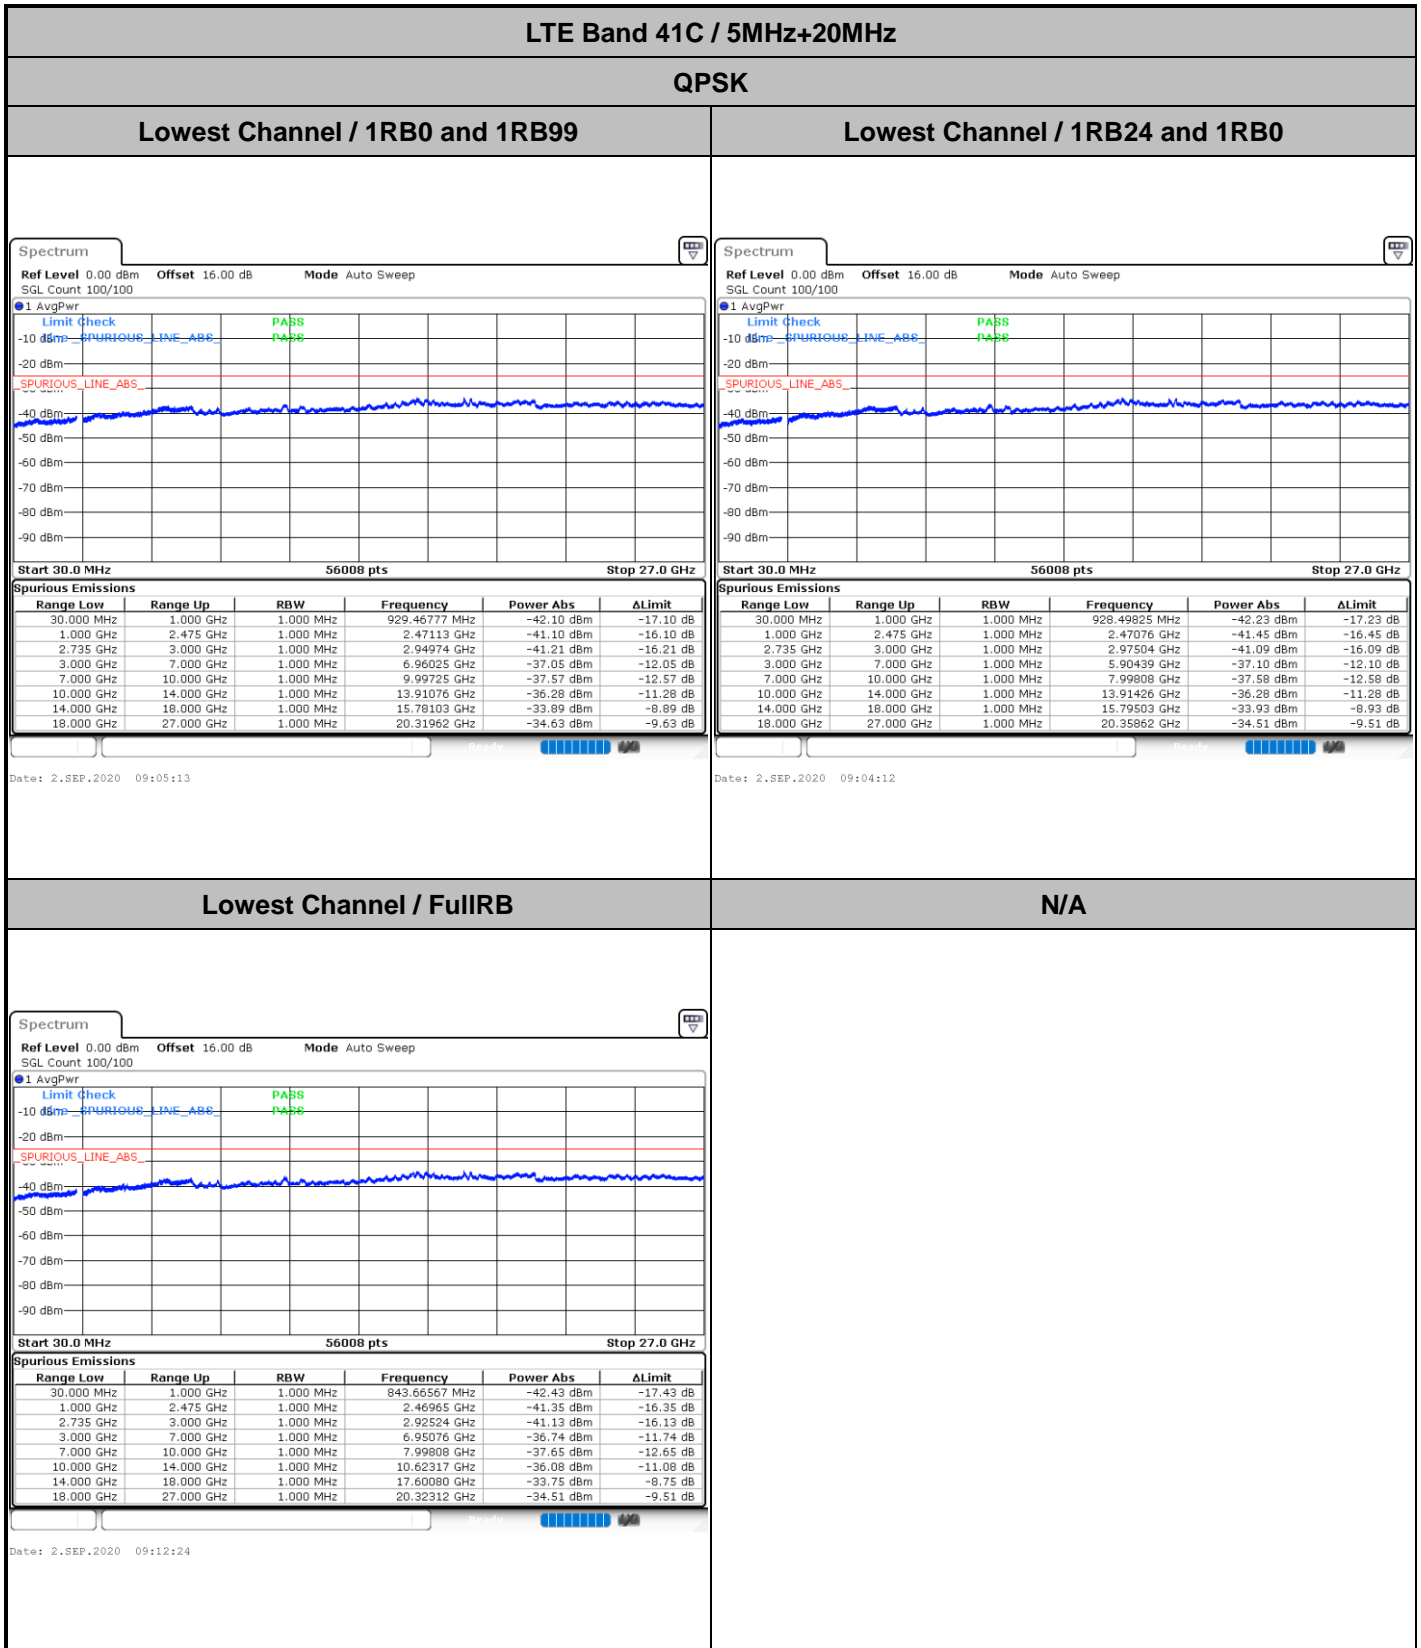 LTE Band 41C / 5MHz+20MHz
QPSK
Lowest Channel / 1RB0 and 1RB99
Lowest Channel / 1RB24 and 1RB0
Spectrum
Ref Level 0.00 dBm Offset 16.00 dB Mode Auto Sweep
SGL Count 100/100
1 AvgPwr
Limit Check PASS
Line _SPURIOUS_LINE_ABS_ PASS
-10 dBm
-20 dBm
_SPURIOUS_LINE_ABS_
-40 dBm
-50 dBm
-60 dBm
-70 dBm
-80 dBm
-90 dBm
Start 30.0 MHz 56008 pts Stop 27.0 GHz
Spurious Emissions
Range Low Range Up RBW Frequency Power Abs ΔLimit
30.000 MHz 1.000 GHz 1.000 MHz 929.46777 MHz -42.10 dBm -17.10 dB
1.000 GHz 2.475 GHz 1.000 MHz 2.47113 GHz -41.10 dBm -16.10 dB
2.735 GHz 3.000 GHz 1.000 MHz 2.94974 GHz -41.21 dBm -16.21 dB
3.000 GHz 7.000 GHz 1.000 MHz 6.96025 GHz -37.05 dBm -12.05 dB
7.000 GHz 10.000 GHz 1.000 MHz 9.99725 GHz -37.57 dBm -12.57 dB
10.000 GHz 14.000 GHz 1.000 MHz 13.91076 GHz -36.28 dBm -11.28 dB
14.000 GHz 18.000 GHz 1.000 MHz 15.78103 GHz -33.89 dBm -8.89 dB
18.000 GHz 27.000 GHz 1.000 MHz 20.31962 GHz -34.63 dBm -9.63 dB
Ready
Date: 2.SEP.2020 09:05:13
Spectrum
Ref Level 0.00 dBm Offset 16.00 dB Mode Auto Sweep
SGL Count 100/100
1 AvgPwr
Limit Check PASS
Line _SPURIOUS_LINE_ABS_ PASS
-10 dBm
-20 dBm
_SPURIOUS_LINE_ABS_
-40 dBm
-50 dBm
-60 dBm
-70 dBm
-80 dBm
-90 dBm
Start 30.0 MHz 56008 pts Stop 27.0 GHz
Spurious Emissions
Range Low Range Up RBW Frequency Power Abs ΔLimit
30.000 MHz 1.000 GHz 1.000 MHz 928.49825 MHz -42.23 dBm -17.23 dB
1.000 GHz 2.475 GHz 1.000 MHz 2.47076 GHz -41.45 dBm -16.45 dB
2.735 GHz 3.000 GHz 1.000 MHz 2.97504 GHz -41.09 dBm -16.09 dB
3.000 GHz 7.000 GHz 1.000 MHz 5.90439 GHz -37.10 dBm -12.10 dB
7.000 GHz 10.000 GHz 1.000 MHz 7.99808 GHz -37.58 dBm -12.58 dB
10.000 GHz 14.000 GHz 1.000 MHz 13.91426 GHz -36.28 dBm -11.28 dB
14.000 GHz 18.000 GHz 1.000 MHz 15.79503 GHz -33.93 dBm -8.93 dB
18.000 GHz 27.000 GHz 1.000 MHz 20.35862 GHz -34.51 dBm -9.51 dB
Ready
Date: 2.SEP.2020 09:04:12
Lowest Channel / FullRB
N/A
Spectrum
Ref Level 0.00 dBm Offset 16.00 dB Mode Auto Sweep
SGL Count 100/100
1 AvgPwr
Limit Check PASS
Line _SPURIOUS_LINE_ABS_ PASS
-10 dBm
-20 dBm
_SPURIOUS_LINE_ABS_
-40 dBm
-50 dBm
-60 dBm
-70 dBm
-80 dBm
-90 dBm
Start 30.0 MHz 56008 pts Stop 27.0 GHz
Spurious Emissions
Range Low Range Up RBW Frequency Power Abs ΔLimit
30.000 MHz 1.000 GHz 1.000 MHz 843.66567 MHz -42.43 dBm -17.43 dB
1.000 GHz 2.475 GHz 1.000 MHz 2.46965 GHz -41.35 dBm -16.35 dB
2.735 GHz 3.000 GHz 1.000 MHz 2.92524 GHz -41.13 dBm -16.13 dB
3.000 GHz 7.000 GHz 1.000 MHz 6.95076 GHz -36.74 dBm -11.74 dB
7.000 GHz 10.000 GHz 1.000 MHz 7.99808 GHz -37.65 dBm -12.65 dB
10.000 GHz 14.000 GHz 1.000 MHz 10.62317 GHz -36.08 dBm -11.08 dB
14.000 GHz 18.000 GHz 1.000 MHz 17.60080 GHz -33.75 dBm -8.75 dB
18.000 GHz 27.000 GHz 1.000 MHz 20.32312 GHz -34.51 dBm -9.51 dB
Ready
Date: 2.SEP.2020 09:12:24